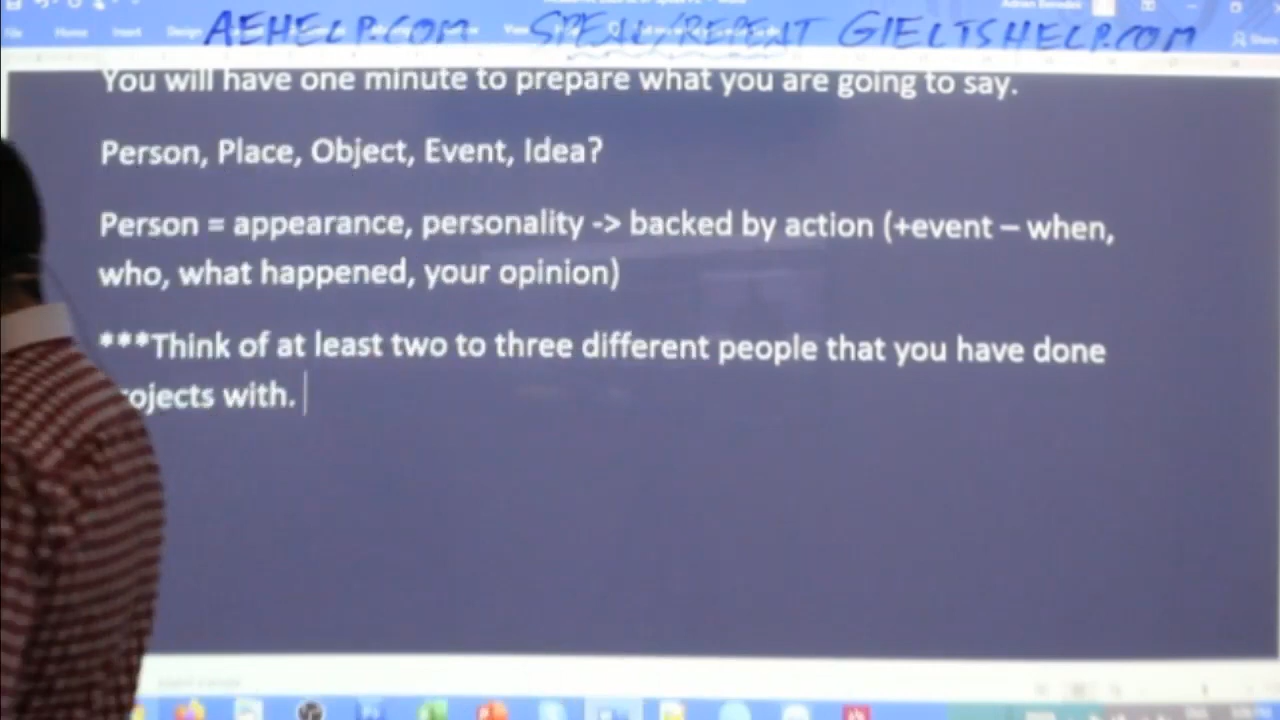 AEHELP.COM SPEAK/REPEAT GIELTSHELP.COM
You will have one minute to prepare what you are going to say.
Person, Place, Object, Event, Idea?
Person = appearance, personality -> backed by action (+event – when,
who, what happened, your opinion)
***Think of at least two to three different people that you have done
rojects with.